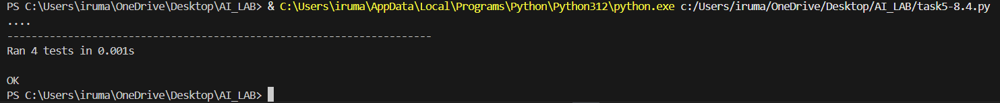 PS C:\Users\iruma\OneDrive\Desktop\AI_LAB> & C:\Users\iruma\AppData\Local\Programs\Python\Python312\python.exe c:/Users/iruma/OneDrive/Desktop/AI_LAB/task5-8.4.py
....
----------------------------------------------------------------------
Ran 4 tests in 0.001s

OK
PS C:\Users\iruma\OneDrive\Desktop\AI_LAB>